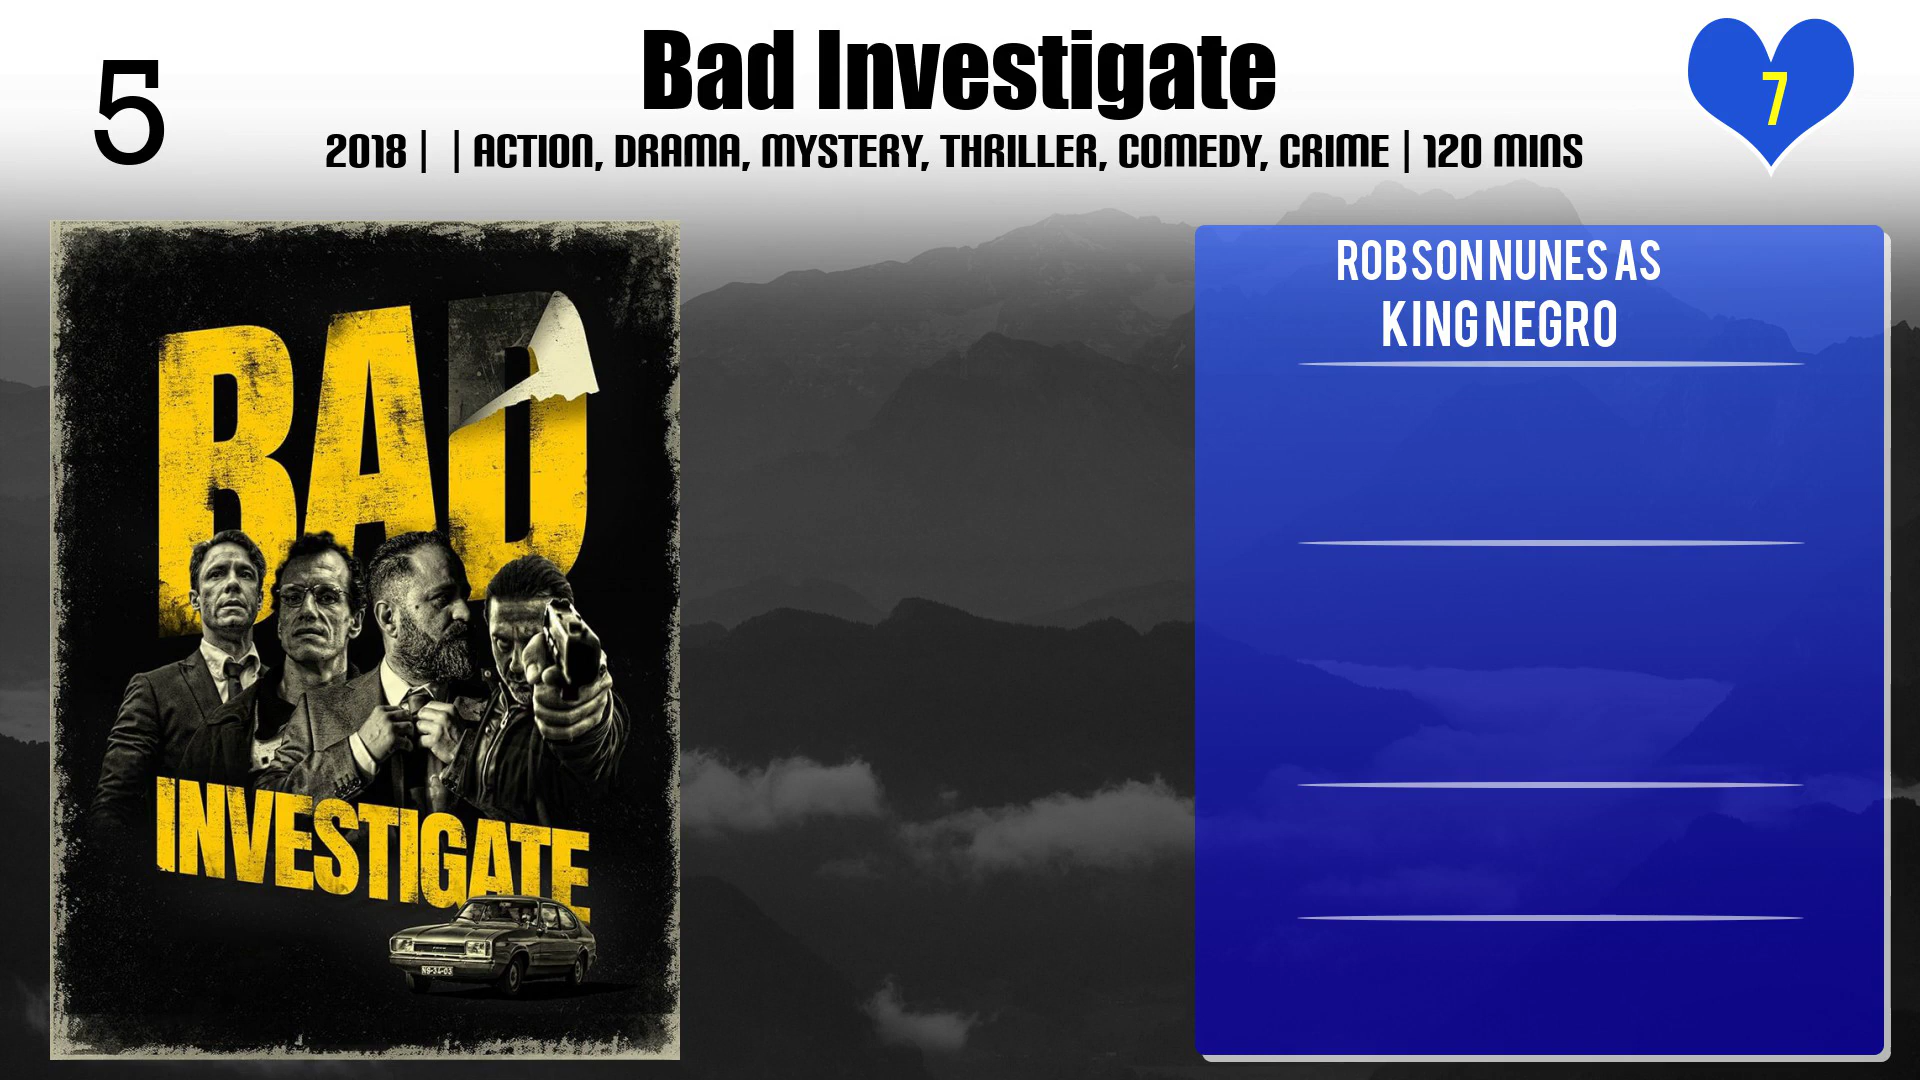 5
Bad Investigate
7
2018 | | ACTION, DRAMA, MYSTERY, THRILLER, COMEDY, CRIME | 120 MINS
ROBSON NUNES AS
KING NEGRO
BAD
INVESTIGATE